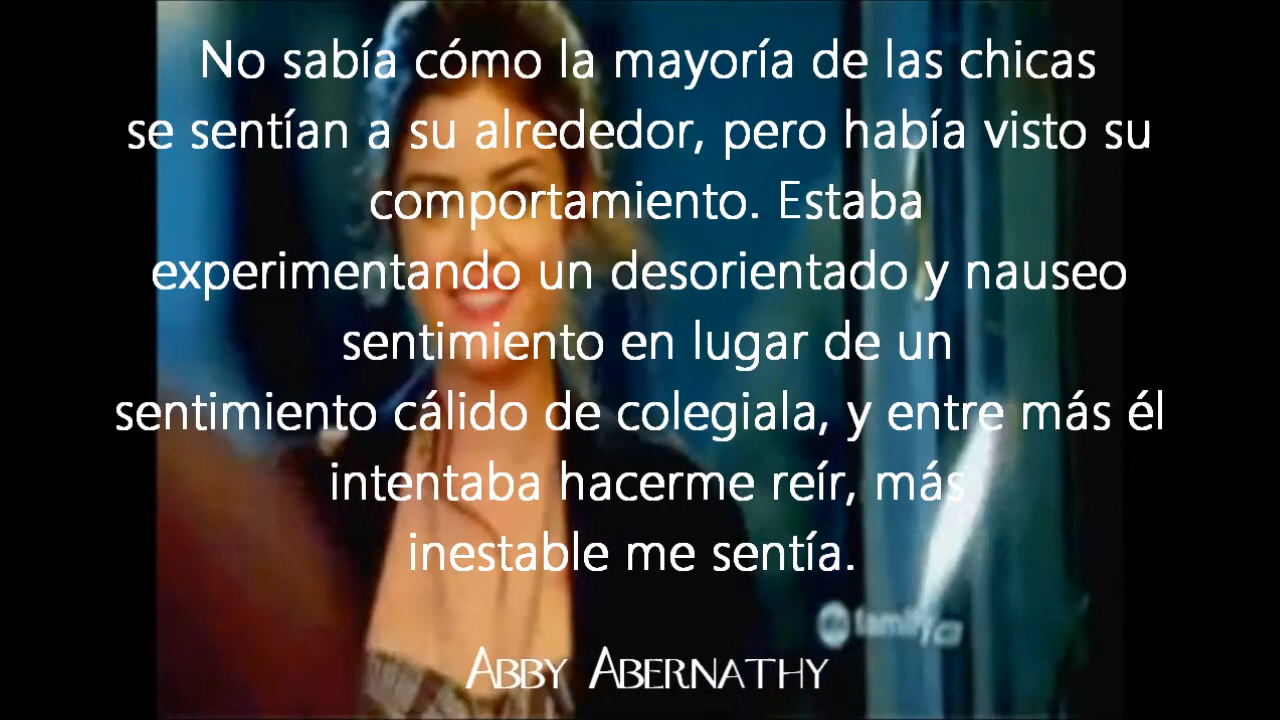 No sabía cómo la mayoría de las chicas
se sentían a su alrededor, pero había visto su
comportamiento. Estaba
experimentando un desorientado y nauseo
sentimiento en lugar de un
sentimiento cálido de colegiala, y entre más él
intentaba hacerme reír, más
inestable me sentía.
abc family
ABBY ABERNATHY